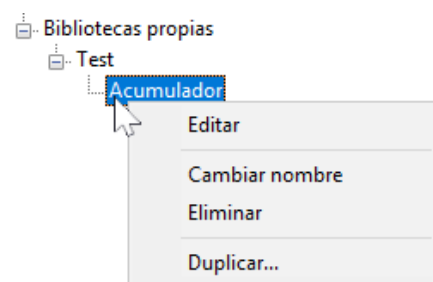 Bibliotecas propias
Test
Acumulador
Editar
Cambiar nombre
Eliminar
Duplicar...